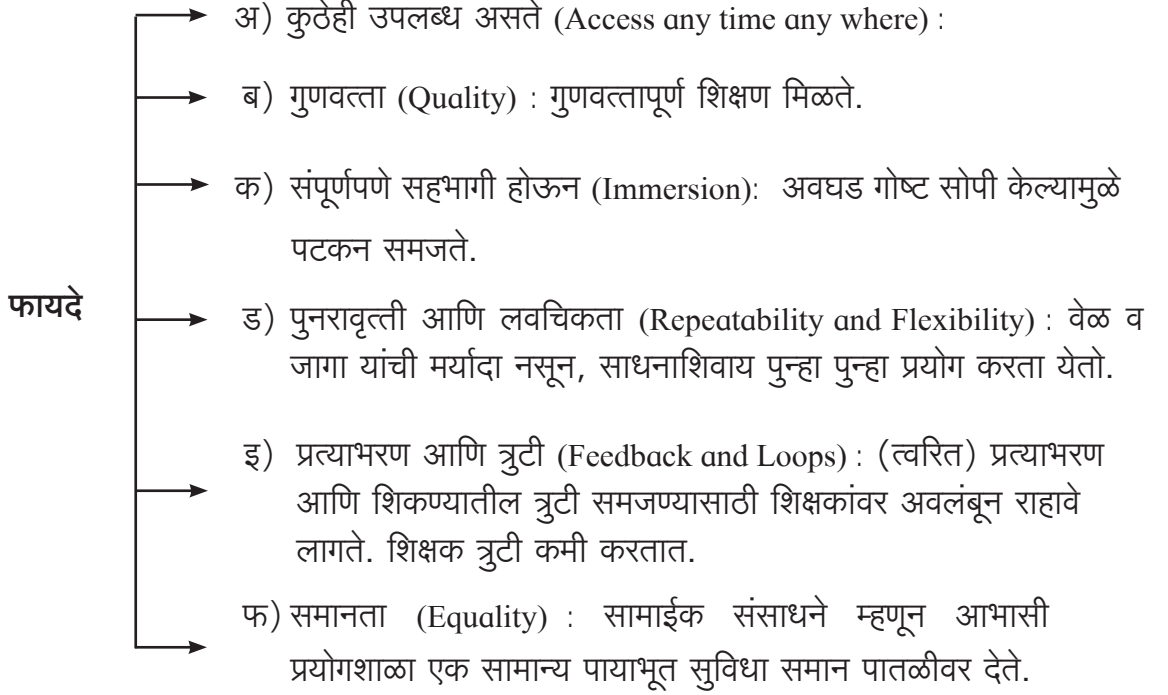 अ) कुठेही उपलब्ध असते (Access any time any where) :
ब) गुणवत्ता (Quality) : गुणवत्तापूर्ण शिक्षण मिळते.
क) संपूर्णपणे सहभागी होऊन (Immersion): अवघड गोष्ट सोपी केल्यामुळे
पटकन समजते.
फायदे
ड) पुनरावृत्ती आणि लवचिकता (Repeatability and Flexibility) : वेळ व
जागा यांची मर्यादा नसून, साधनाशिवाय पुन्हा पुन्हा प्रयोग करता येतो.
इ) प्रत्याभरण आणि त्रुटी (Feedback and Loops) : (त्वरित) प्रत्याभरण
आणि शिकण्यातील त्रुटी समजण्यासाठी शिक्षकांवर अवलंबून राहावे
लागते. शिक्षक त्रुटी कमी करतात.
फ) समानता (Equality) : सामाईक संसाधने म्हणून आभासी
प्रयोगशाळा एक सामान्य पायाभूत सुविधा समान पातळीवर देते.